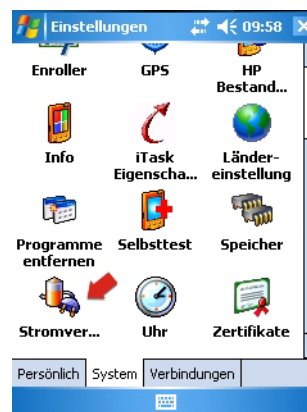 Einstellungen 09:58
Enroller GPS HP
Bestand...
Info iTask Länder-
Eigenscha... einstellung
Programme Selbsttest Speicher
entfernen
Stromver... Uhr Zertifikate
Persönlich System Verbindungen